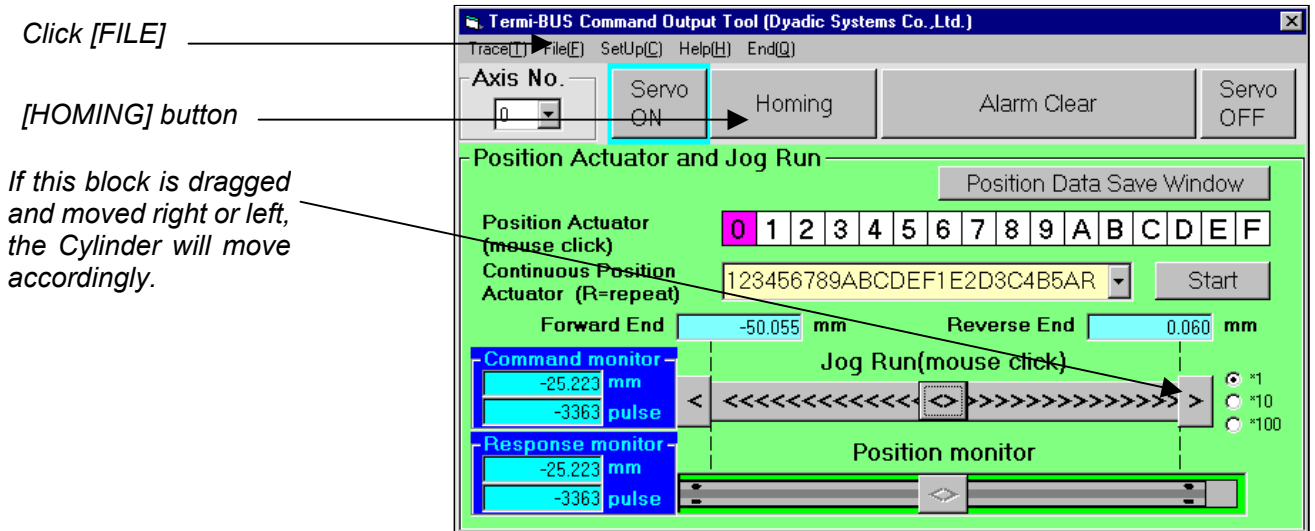 Click [FILE]
[HOMING] button
If this block is dragged
and moved right or left,
the Cylinder will move
accordingly.
Termi-BUS Command Output Tool (Dyadic Systems Co.,Ltd.)
Trace(T) File(F) SetUp(C) Help(H) End(Q)
Axis No.
0
Servo
ON
Homing
Alarm Clear
Servo
OFF
Position Actuator and Jog Run
Position Data Save Window
Position Actuator
(mouse click)
0 1 2 3 4 5 6 7 8 9 A B C D E F
Continuous Position
Actuator (R=repeat)
123456789ABCDEF1E2D3C4B5AR
Start
Forward End -50.055 mm Reverse End 0.060 mm
Command monitor
-25.223 mm
-3363 pulse
Jog Run(mouse click)
< <<<<<<<<<<<<< <> >>>>>>>>>>>>>> >
*1
*10
*100
Response monitor
-25.223 mm
-3363 pulse
Position monitor
<>